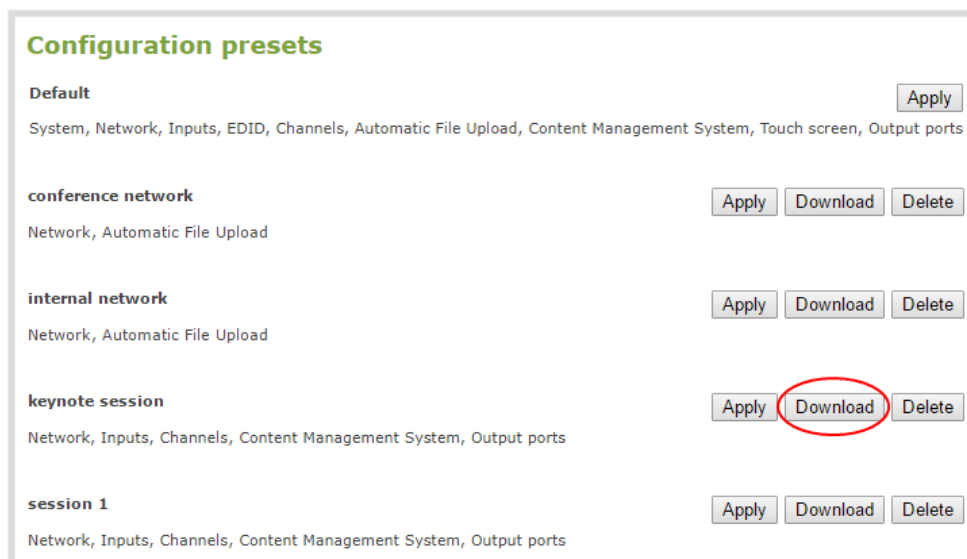 Configuration presets
Default
Apply
System, Network, Inputs, EDID, Channels, Automatic File Upload, Content Management System, Touch screen, Output ports
conference network
Apply Download Delete
Network, Automatic File Upload
internal network
Apply Download Delete
Network, Automatic File Upload
keynote session
Apply Download Delete
Network, Inputs, Channels, Content Management System, Output ports
session 1
Apply Download Delete
Network, Inputs, Channels, Content Management System, Output ports